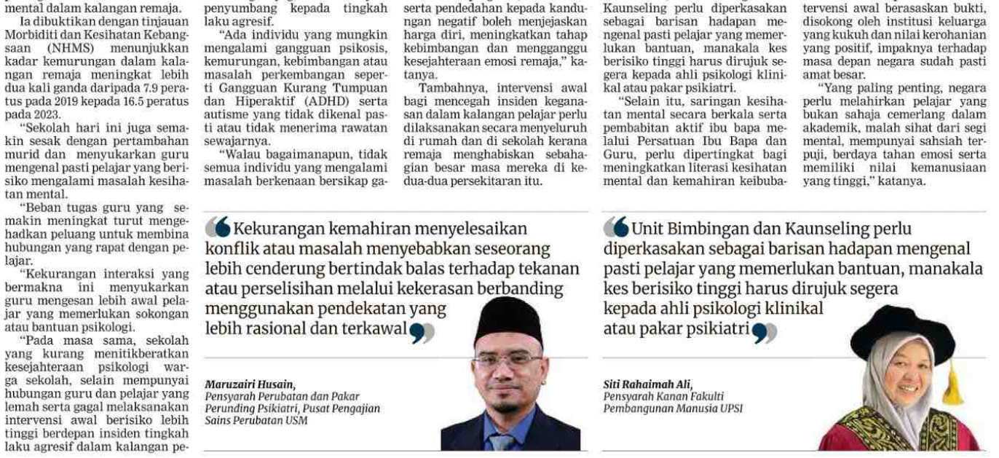 mental dalam kalangan remaja.
Ia dibuktikan dengan tinjauan
Morbiditi dan Kesihatan Kebang-
saan (NHMS) menunjukkan
kadar kemurungan dalam kala-
ngan remaja meningkat lebih
dua kali ganda daripada 7.9 pera-
tus pada 2019 kepada 16.5 peratus
pada 2023.
“Sekolah hari ini juga sema-
kin sesak dengan pertambahan
murid dan menyukarkan guru
mengenal pasti pelajar yang beri-
siko mengalami masalah kesiha-
tan mental.
“Beban tugas guru yang se-
makin meningkat turut menge-
hadkan peluang untuk membina
hubungan yang rapat dengan pe-
lajar.
“Kekurangan interaksi yang
bermakna ini menyukarkan
guru mengesan lebih awal pela-
jar yang memerlukan sokongan
atau bantuan psikologi.
“Pada masa sama, sekolah
yang kurang menitikberatkan
kesejahteraan psikologi war-
ga sekolah, selain mempunyai
hubungan guru dan pelajar yang
lemah serta gagal melaksanakan
intervensi awal berisiko lebih
tinggi berdepan insiden tingkah
laku agresif dalam kalangan pe-
penyumbang kepada tingkah
laku agresif.
“Ada individu yang mungkin
mengalami gangguan psikosis,
kemurungan, kebimbangan atau
masalah perkembangan seper-
ti Gangguan Kurang Tumpuan
dan Hiperaktif (ADHD) serta
autisme yang tidak dikenal pas-
ti atau tidak menerima rawatan
sewajarnya.
“Walau bagaimanapun, tidak
semua individu yang mengalami
masalah berkenaan bersikap ga-
serta pendedahan kepada kandu-
ngan negatif boleh menjejaskan
harga diri, meningkatkan tahap
kebimbangan dan mengganggu
kesejahteraan emosi remaja,” ka-
tanya.
Tambahnya, intervensi awal
bagi mencegah insiden kegana-
san dalam kalangan pelajar perlu
dilaksanakan secara menyeluruh
di rumah dan di sekolah kerana
remaja menghabiskan sebaha-
gian besar masa mereka di ke-
dua-dua persekitaran itu.
Kaunseling perlu diperkasakan
sebagai barisan hadapan me-
ngenal pasti pelajar yang memer-
lukan bantuan, manakala kes
berisiko tinggi harus dirujuk se-
gera kepada ahli psikologi klini-
kal atau pakar psikiatri.
“Selain itu, saringan kesiha-
tan mental secara berkala serta
pembabitan aktif ibu bapa me-
lalui Persatuan Ibu Bapa dan
Guru, perlu dipertingkat bagi
meningkatkan literasi kesihatan
mental dan kemahiran keibuba-
tervensi awal berasaskan bukti,
disokong oleh institusi keluarga
yang kukuh dan nilai kerohanian
yang positif, impaknya terhadap
masa depan negara sudah pasti
amat besar.
“Yang paling penting, negara
perlu melahirkan pelajar yang
bukan sahaja cemerlang dalam
akademik, malah sihat dari segi
mental, mempunyai sahsiah ter-
puji, berdaya tahan emosi serta
memiliki nilai kemanusiaan
yang tinggi,” katanya.
“Kekurangan kemahiran menyelesaikan
konflik atau masalah menyebabkan seseorang
lebih cenderung bertindak balas terhadap tekanan
atau perselisihan melalui kekerasan berbanding
menggunakan pendekatan yang
lebih rasional dan terkawal”
Maruzairi Husain,
Pensyarah Perubatan dan Pakar
Perunding Psikiatri, Pusat Pengajian
Sains Perubatan USM
“Unit Bimbingan dan Kaunseling perlu
diperkasakan sebagai barisan hadapan mengenal
pasti pelajar yang memerlukan bantuan, manakala
kes berisiko tinggi harus dirujuk segera
kepada ahli psikologi klinikal
atau pakar psikiatri”
Siti Rahaimah Ali,
Pensyarah Kanan Fakulti
Pembangunan Manusia UPSI